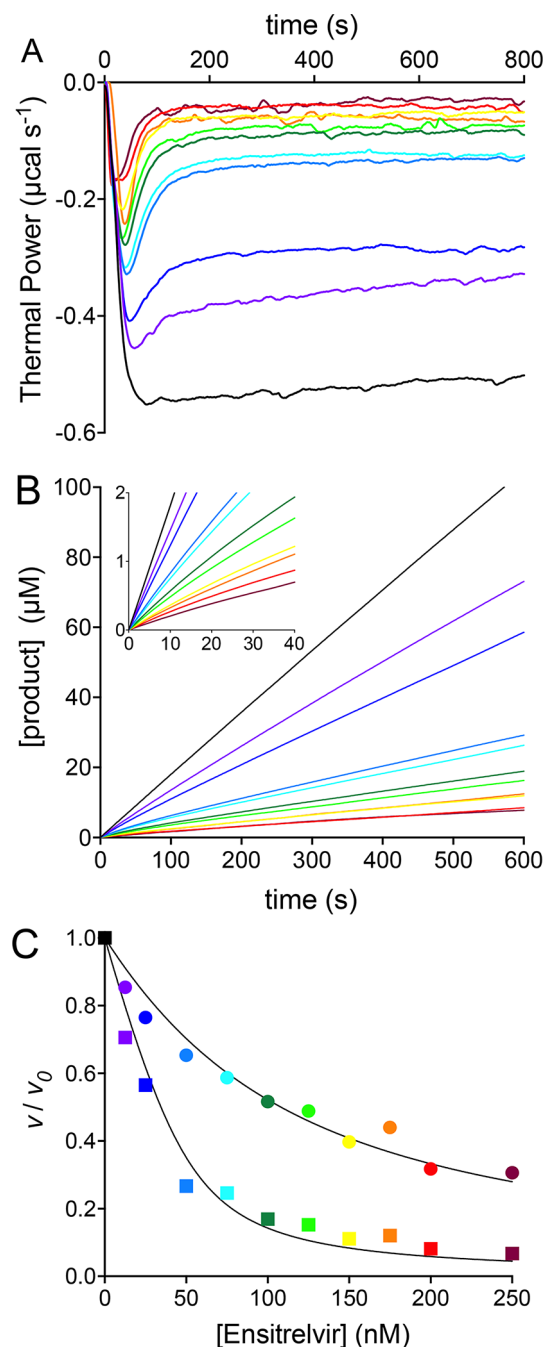 A
time (s)
0 200 400 600 800
0.0
-0.2
-0.4
-0.6
Thermal Power (µcal s⁻¹)
B
100
80
60
40
20
0
[product] (µM)
2
1
0
0 10 20 30 40
0 100 200 300 400 500 600
time (s)
C
1.0
0.8
0.6
0.4
0.2
0.0
v / v₀
0 50 100 150 200 250
[Ensitrelvir] (nM)